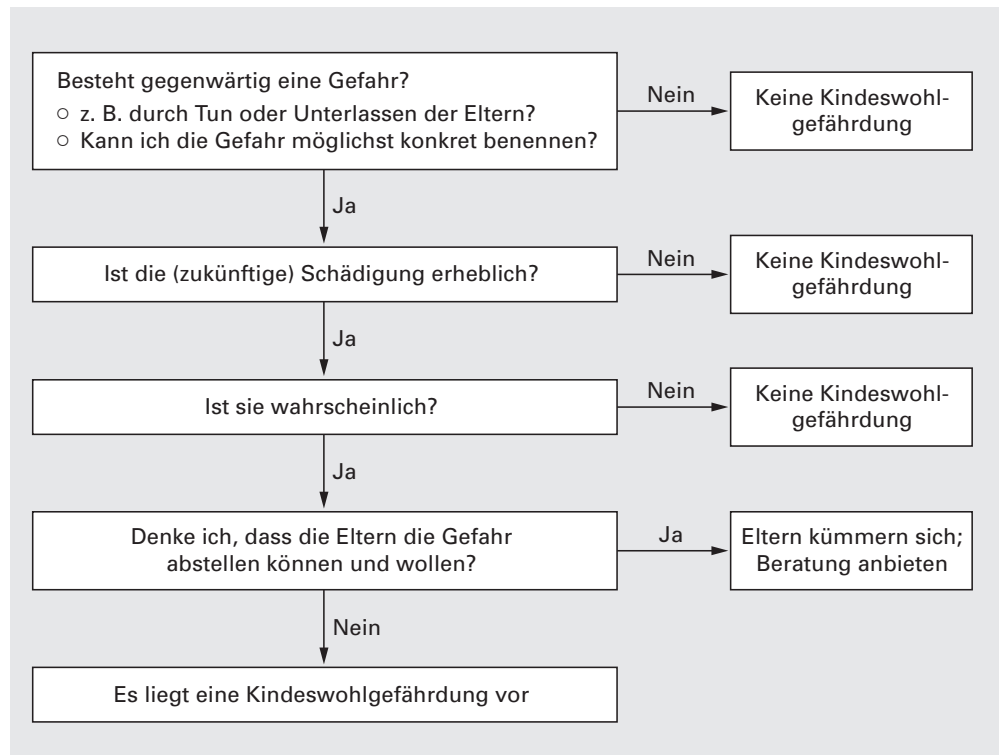 Besteht gegenwärtig eine Gefahr?
○ z. B. durch Tun oder Unterlassen der Eltern?
○ Kann ich die Gefahr möglichst konkret benennen?
Nein
Keine Kindeswohl-
gefährdung
Ja
Ist die (zukünftige) Schädigung erheblich?
Nein
Keine Kindeswohl-
gefährdung
Ja
Ist sie wahrscheinlich?
Nein
Keine Kindeswohl-
gefährdung
Ja
Denke ich, dass die Eltern die Gefahr
abstellen können und wollen?
Ja
Eltern kümmern sich;
Beratung anbieten
Nein
Es liegt eine Kindeswohlgefährdung vor